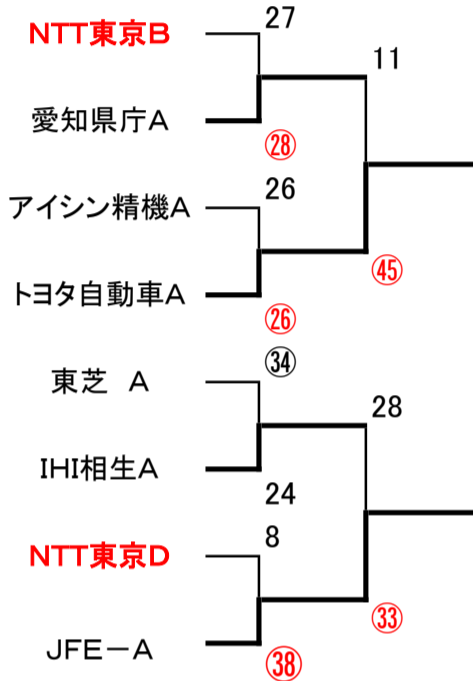 27
NTT東京B
11
愛知県庁A
㉘
26
アイシン精機A
㊺
トヨタ自動車A
㉖
㉞
東芝 A
28
IHI相生A
24
8
NTT東京D
㉝
JFE－A
㊳